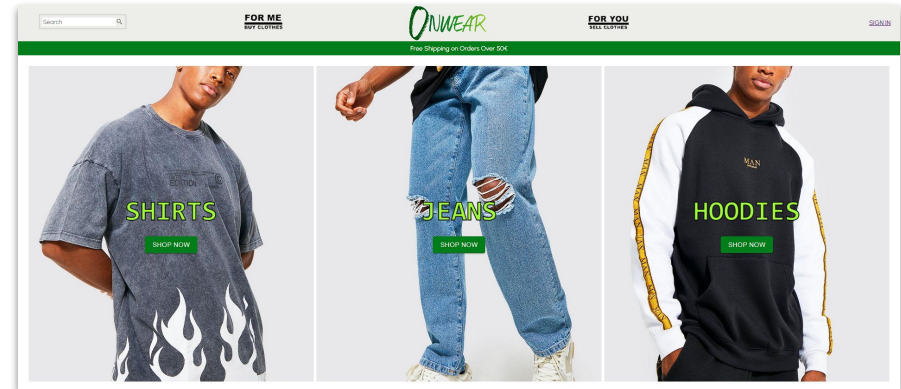 Search
FOR ME
BUY CLOTHES
ONWEAR
FOR YOU
SELL CLOTHES
SIGN IN
Free Shipping on Orders Over 50€
EDITION
MAN
SHIRTS
JEANS
HOODIES
SHOP NOW
SHOP NOW
SHOP NOW